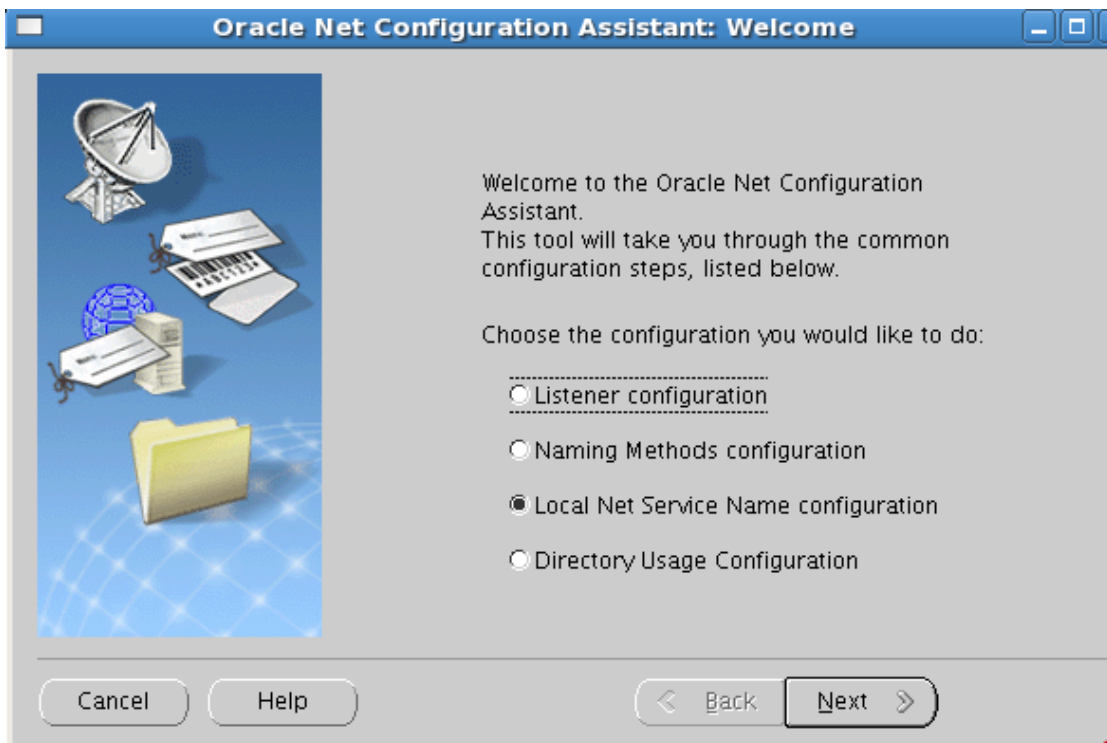 Oracle Net Configuration Assistant: Welcome
Welcome to the Oracle Net Configuration
Assistant.
This tool will take you through the common
configuration steps, listed below.
Choose the configuration you would like to do:
Listener configuration
Naming Methods configuration
Local Net Service Name configuration
Directory Usage Configuration
Cancel
Help
Back
Next